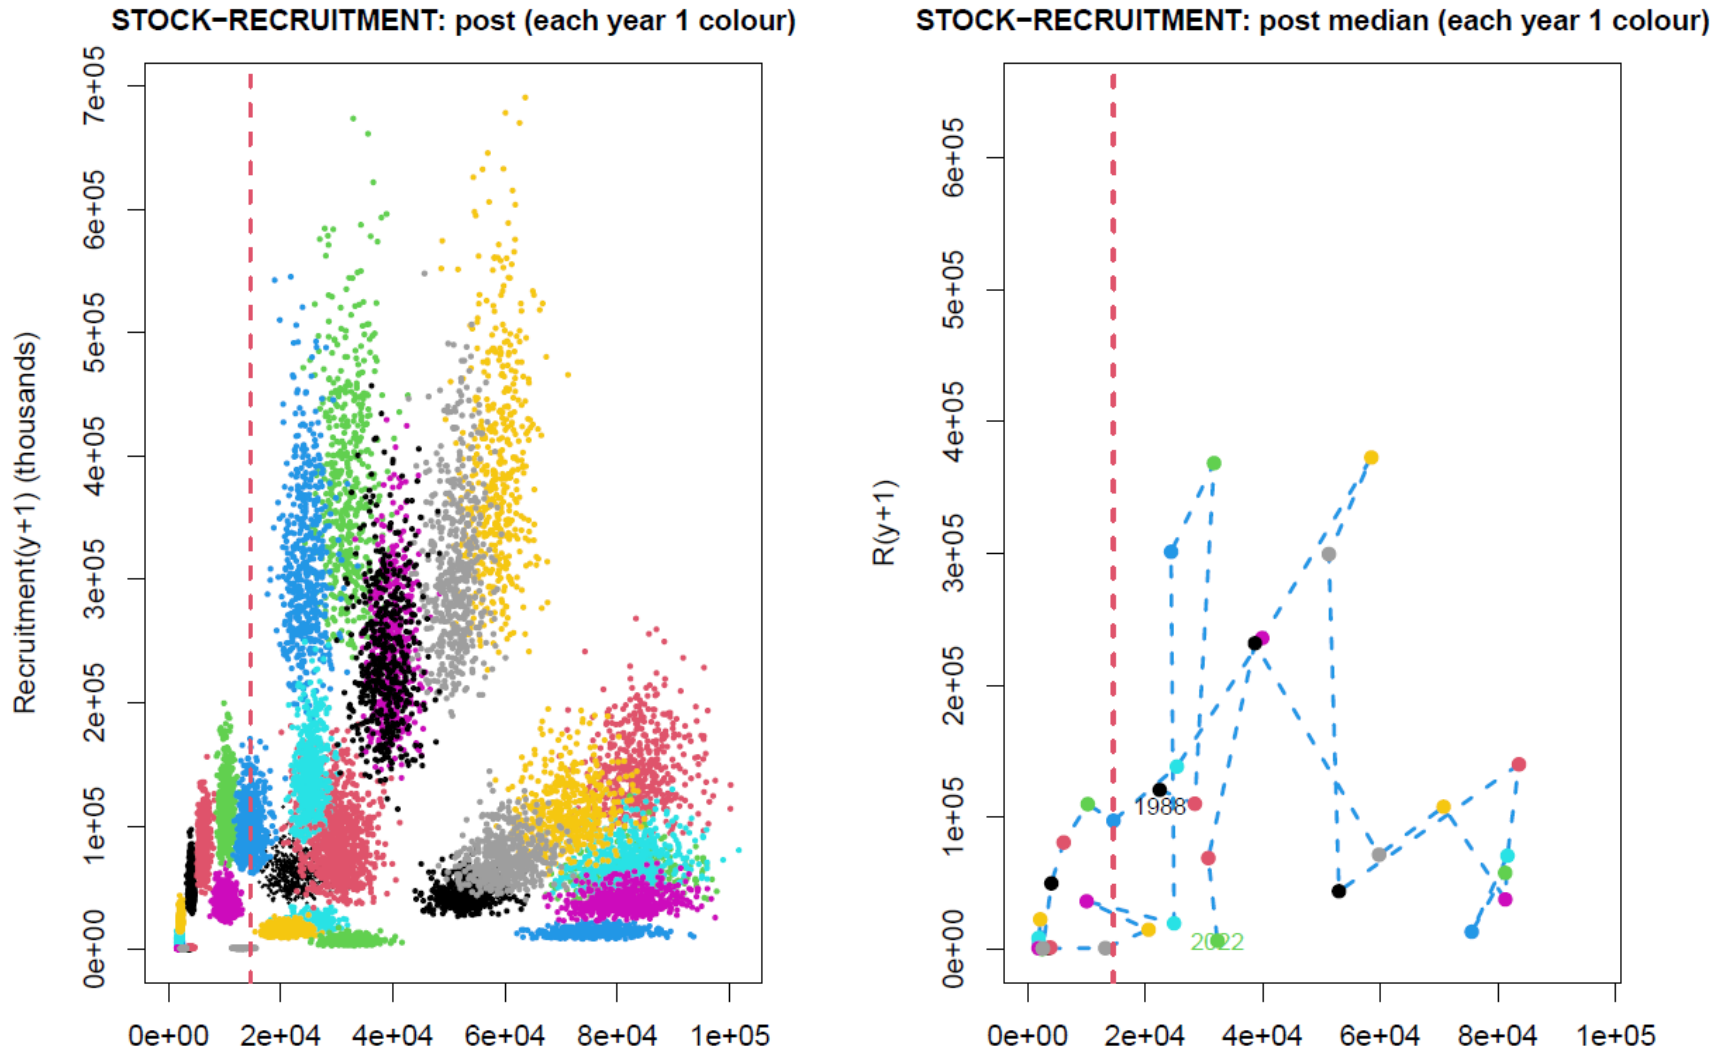 STOCK−RECRUITMENT: post (each year 1 colour)
Recruitment(y+1) (thousands)
7e+05
6e+05
5e+05
4e+05
3e+05
2e+05
1e+05
0e+00
0e+00 2e+04 4e+04 6e+04 8e+04 1e+05
STOCK−RECRUITMENT: post median (each year 1 colour)
R(y+1)
6e+05
5e+05
4e+05
3e+05
2e+05
1e+05
0e+00
1988
2022
0e+00 2e+04 4e+04 6e+04 8e+04 1e+05